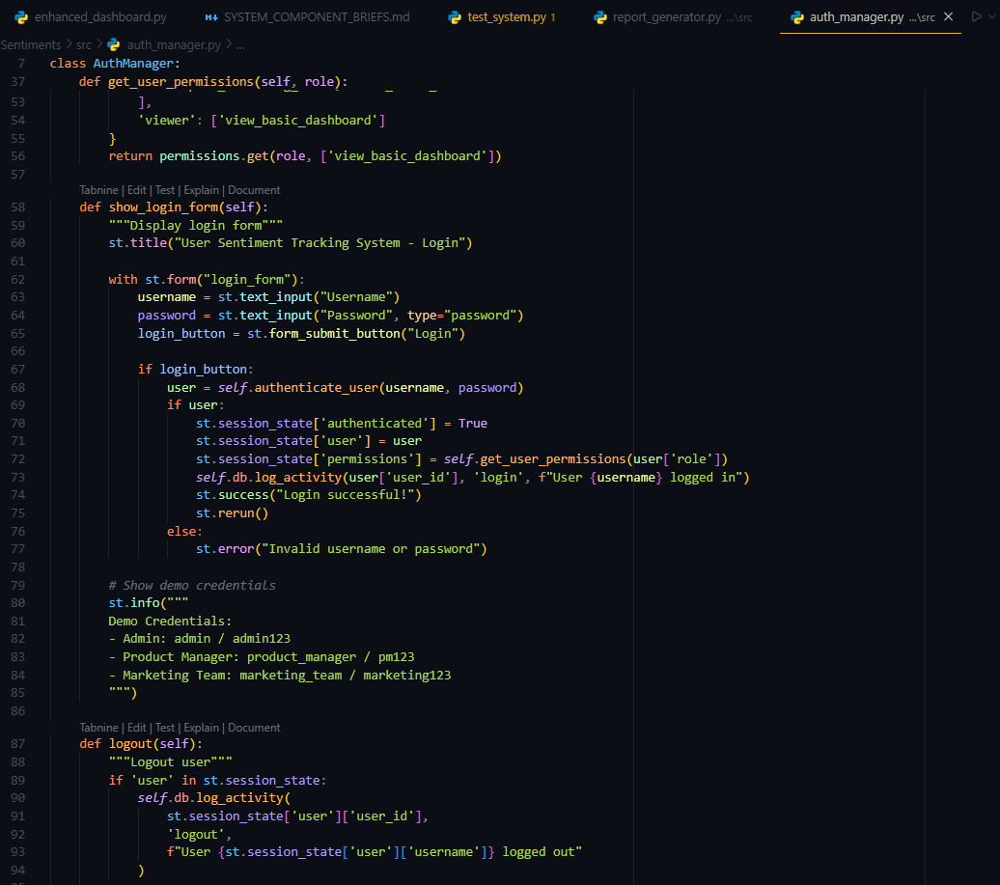 enhanced_dashboard.py SYSTEM_COMPONENT_BRIEFS.md test_system.py 1 report_generator.py ...\src auth_manager.py ...\src
Sentiments > src > auth_manager.py > ...
7 class AuthManager:
37     def get_user_permissions(self, role):
53             ],
54             'viewer': ['view_basic_dashboard']
55         }
56         return permissions.get(role, ['view_basic_dashboard'])
57
Tabnine | Edit | Test | Explain | Document
58     def show_login_form(self):
59         """Display login form"""
60         st.title("User Sentiment Tracking System - Login")
61
62         with st.form("login_form"):
63             username = st.text_input("Username")
64             password = st.text_input("Password", type="password")
65             login_button = st.form_submit_button("Login")
66
67             if login_button:
68                 user = self.authenticate_user(username, password)
69                 if user:
70                     st.session_state['authenticated'] = True
71                     st.session_state['user'] = user
72                     st.session_state['permissions'] = self.get_user_permissions(user['role'])
73                     self.db.log_activity(user['user_id'], 'login', f"User {username} logged in")
74                     st.success("Login successful!")
75                     st.rerun()
76                 else:
77                     st.error("Invalid username or password")
78
79         # Show demo credentials
80         st.info("""
81         Demo Credentials:
82         - Admin: admin / admin123
83         - Product Manager: product_manager / pm123
84         - Marketing Team: marketing_team / marketing123
85         """)
86
Tabnine | Edit | Test | Explain | Document
87     def logout(self):
88         """Logout user"""
89         if 'user' in st.session_state:
90             self.db.log_activity(
91                 st.session_state['user']['user_id'],
92                 'logout',
93                 f"User {st.session_state['user']['username']} logged out"
94             )